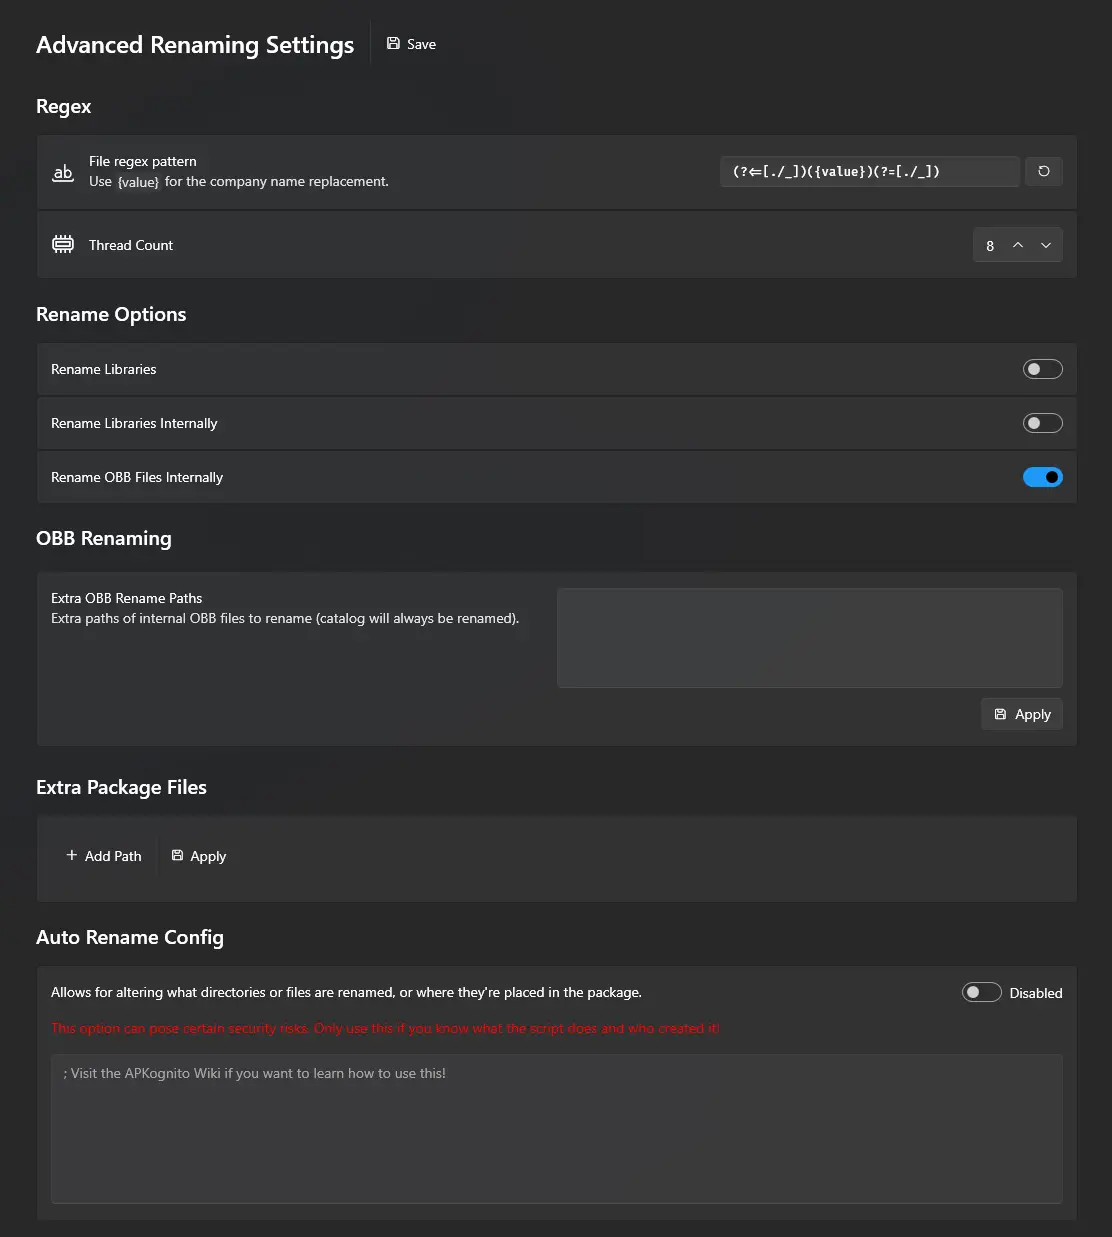 Advanced Renaming Settings
Save
Regex
File regex pattern
Use {value} for the company name replacement.
(?<=[./_])({value})(?=[./_])
Thread Count
8
Rename Options
Rename Libraries
Rename Libraries Internally
Rename OBB Files Internally
OBB Renaming
Extra OBB Rename Paths
Extra paths of internal OBB files to rename (catalog will always be renamed).
Apply
Extra Package Files
Add Path
Apply
Auto Rename Config
Allows for altering what directories or files are renamed, or where they're placed in the package.
Disabled
This option can pose certain security risks. Only use this if you know what the script does and who created it!
; Visit the APKognito Wiki if you want to learn how to use this!